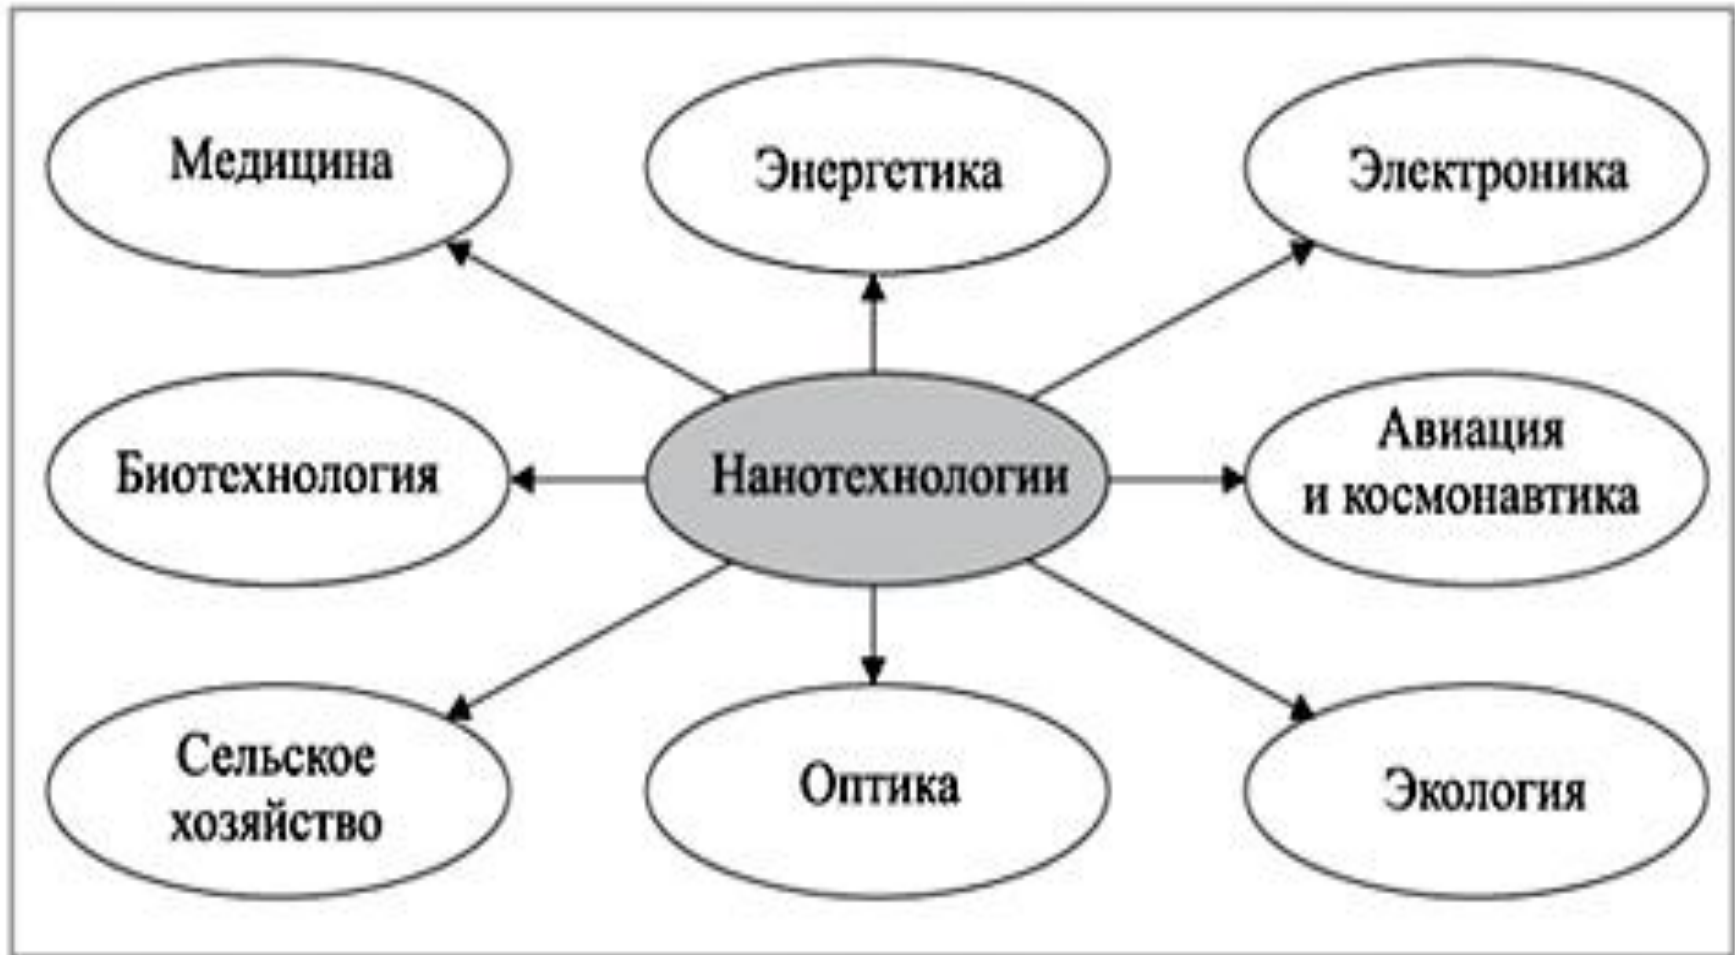 Медицина
Энергетика
Электроника
Биотехнология
Нанотехнологии
Авиация
и космонавтика
Сельское
хозяйство
Оптика
Экология